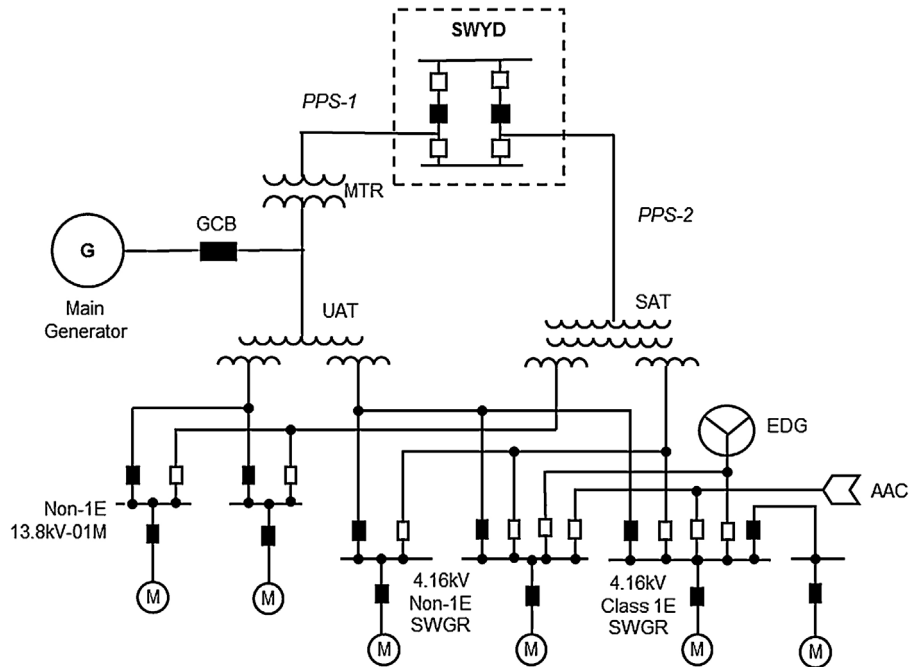 SWYD
PPS-1
MTR
PPS-2
GCB
G
Main
Generator
UAT
SAT
EDG
AAC
Non-1E
13.8kV-01M
4.16kV
Non-1E
SWGR
4.16kV
Class 1E
SWGR
M
M
M
M
M
M